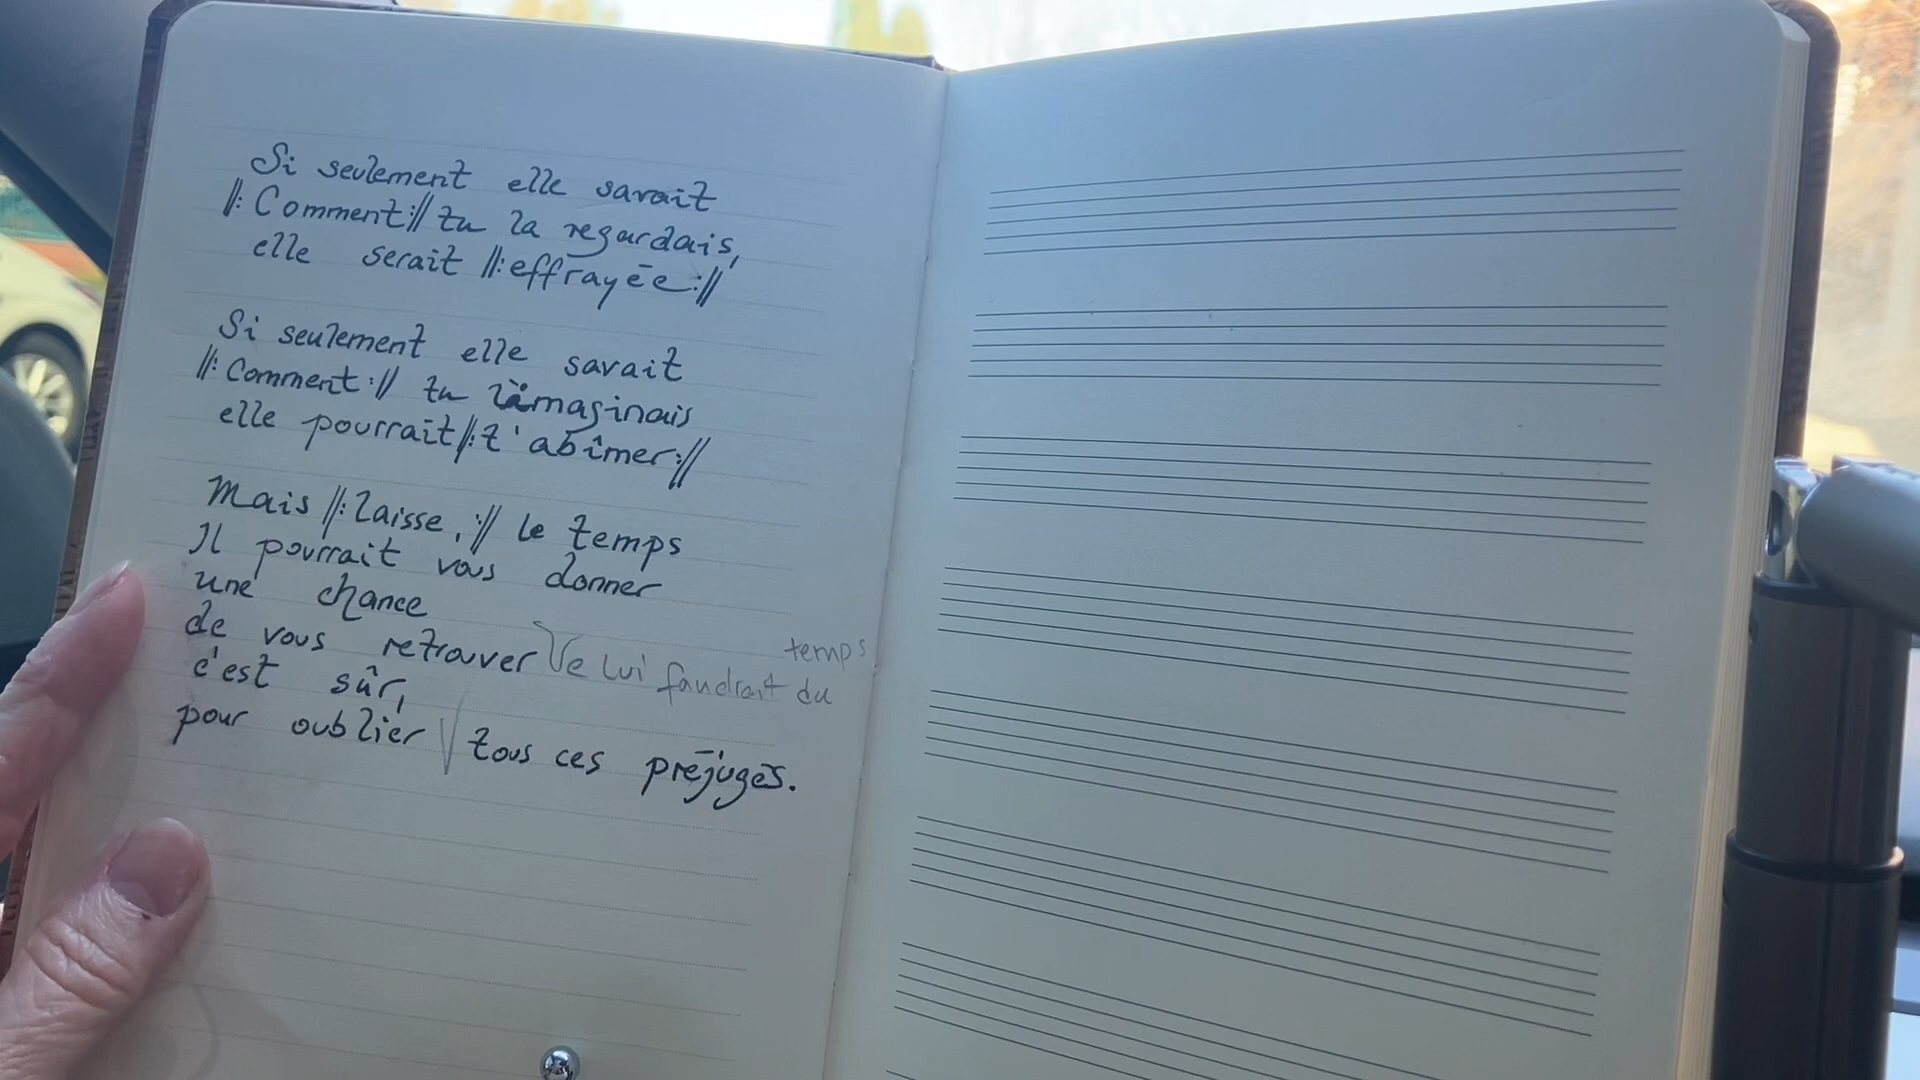 Si seulement elle savait
||: Comment :|| tu la regardais,
elle serait ||: effrayée :||
Si seulement elle savait
||: Comment :|| tu l'imaginais
elle pourrait ||: t'abîmer :||
Mais ||: laisse, :|| le temps
Il pourrait vous donner
une chance
de vous retrouver
lui faudrait du temps
c'est sûr,
pour oublier tous ces préjugés.